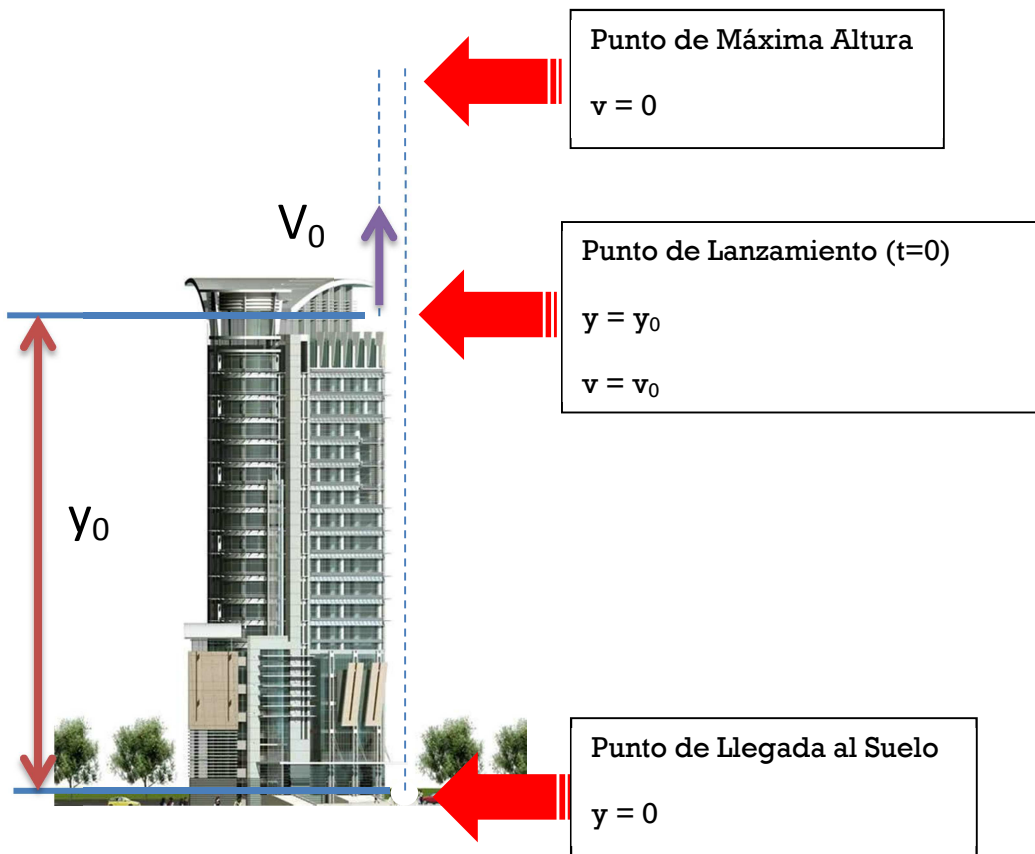 Punto de Máxima Altura
v = 0
V₀
Punto de Lanzamiento (t=0)
y = y₀
v = v₀
y₀
Punto de Llegada al Suelo
y = 0